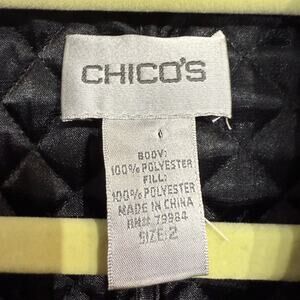 CHICO'S
BODY:
100% POLYESTER
FILL:
100% POLYESTER
MADE IN CHINA
RN# 79984
SIZE: 2